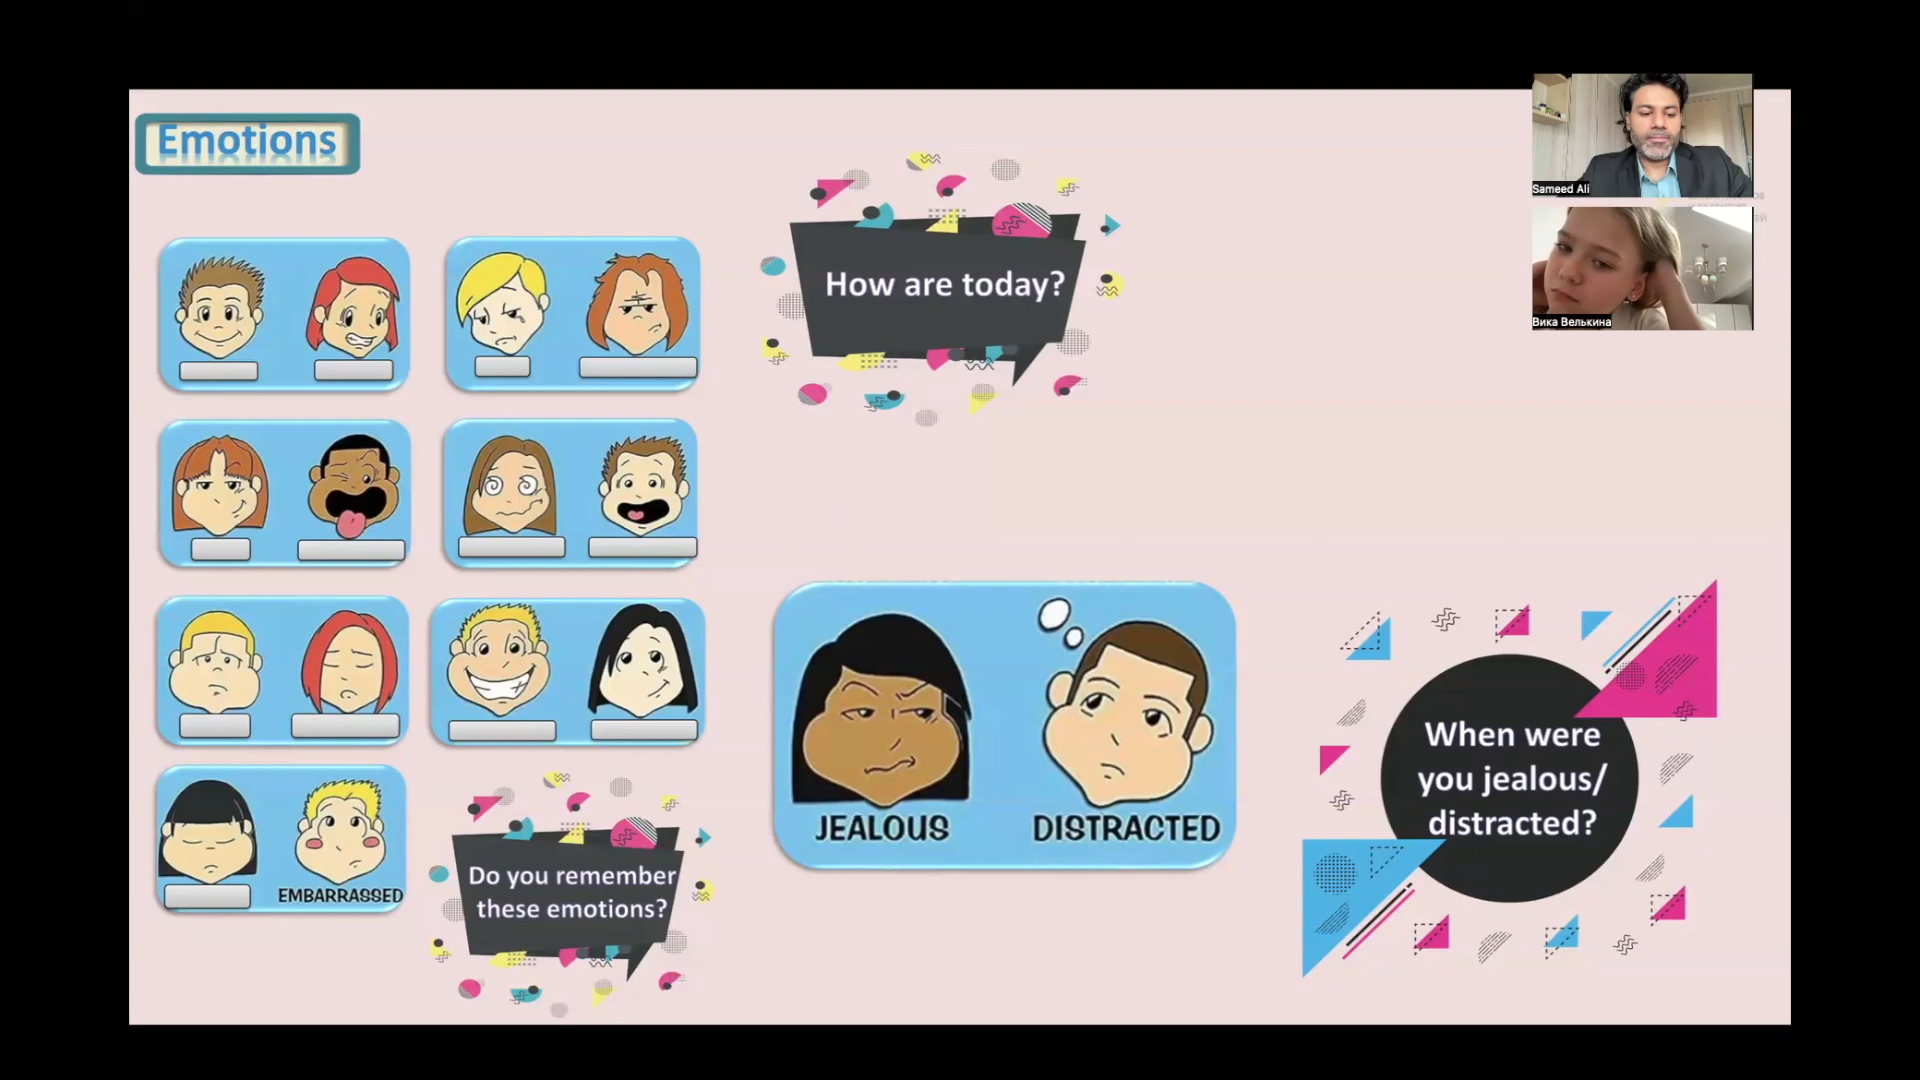 Emotions
How are today?
Sameed Ali
Вика Велькина
JEALOUS
DISTRACTED
When were
you jealous/
distracted?
EMBARRASSED
Do you remember
these emotions?